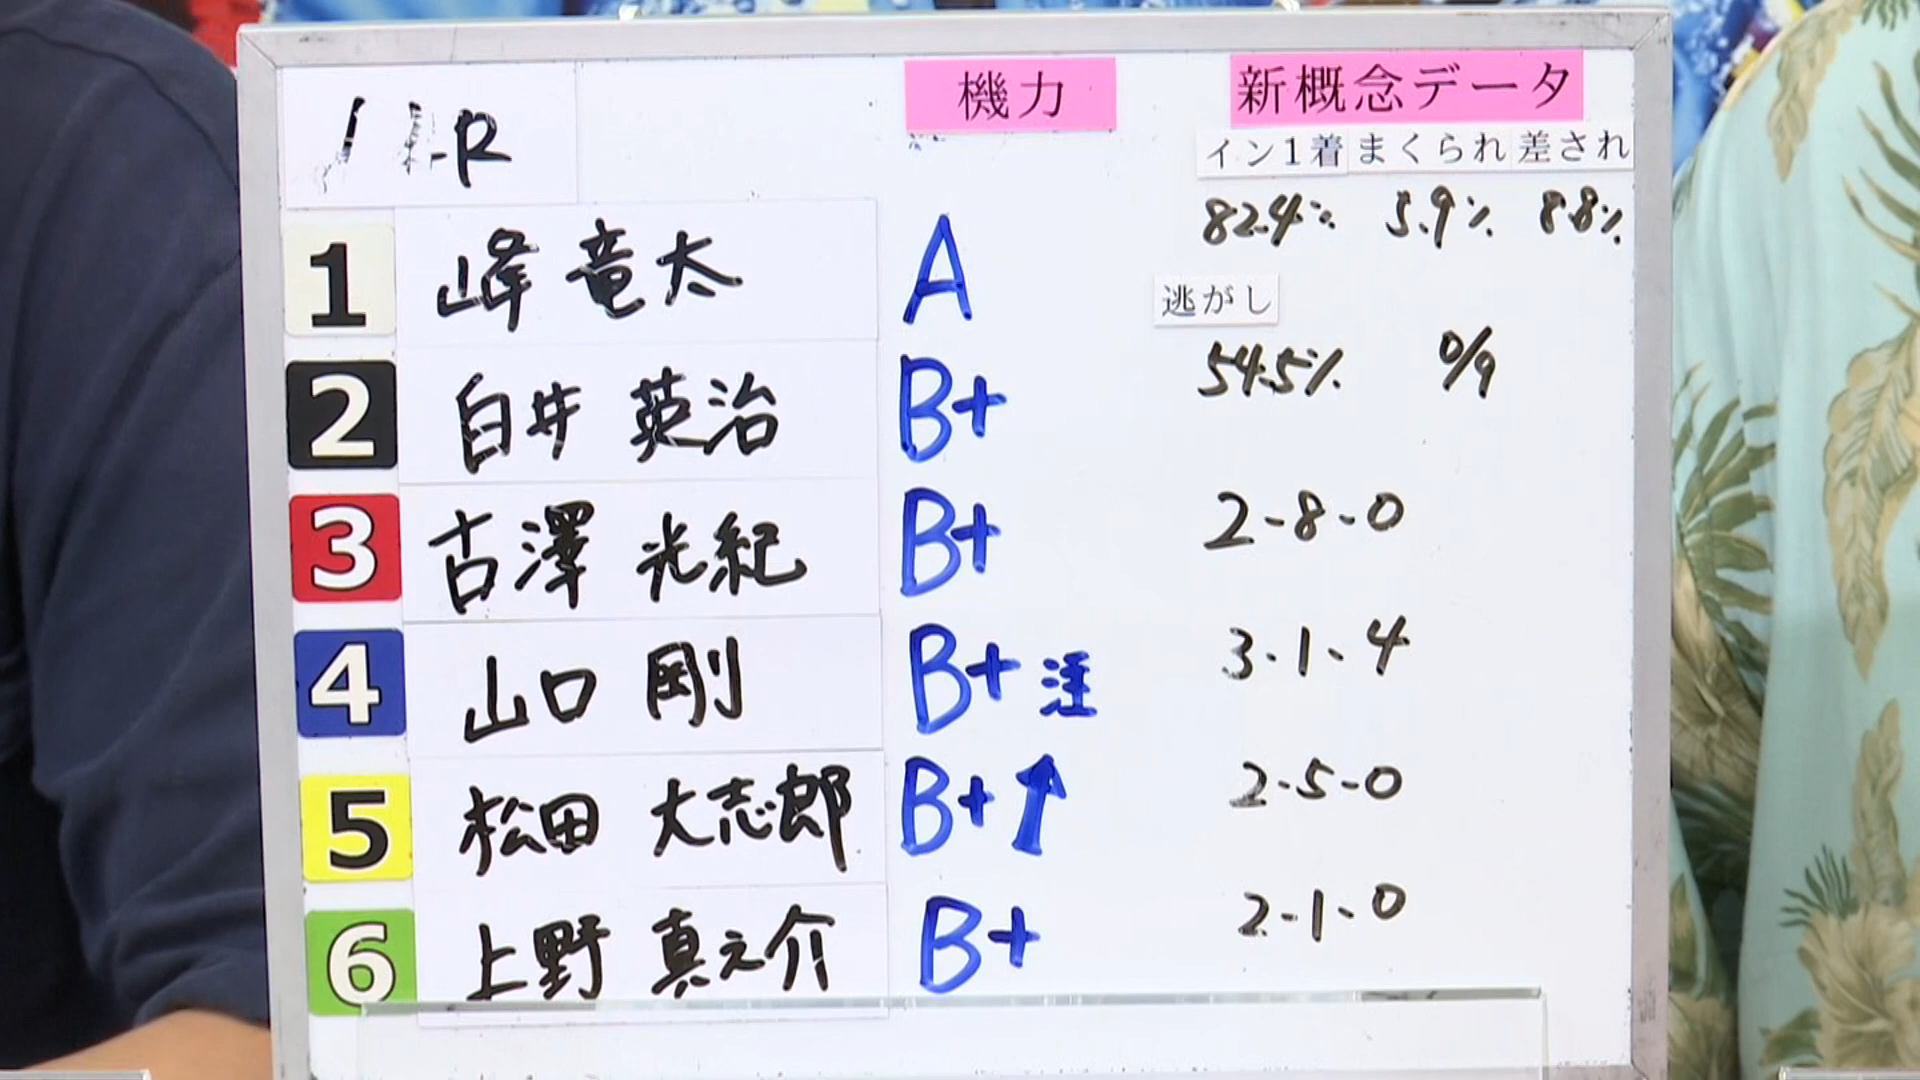 機力 新概念データ
R
イン1着 まくられ 差され
82.4% 5.9% 8.8%
1 峰 竜太 A
逃がし
54.5% 0/9
2 白井 英治 B+
3 古澤 光紀 B+ 2-8-0
4 山口 剛 B+ 注 3-1-4
5 松田 大志郎 B+↑ 2-5-0
6 上野 真之介 B+ 2-1-0